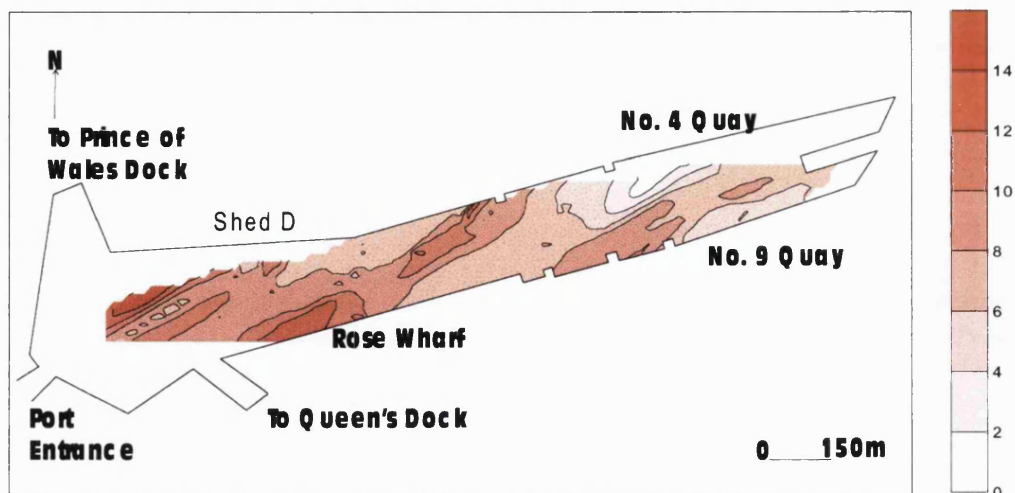 N
To Prince of
Wales Dock
Shed D
No. 4 Quay
No. 9 Quay
Rose Wharf
Port
Entrance
To Queen's Dock
0 150m
14
12
10
8
6
4
2
0